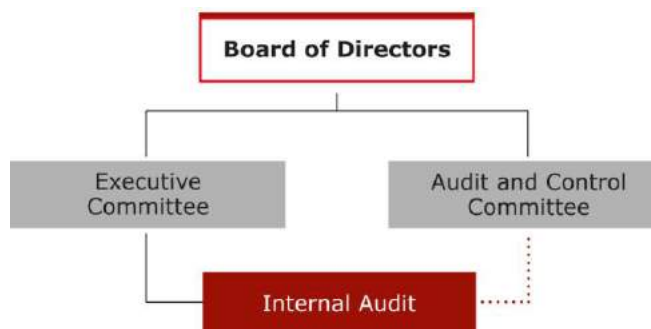 Board of Directors
Executive
Committee
Audit and Control
Committee
Internal Audit